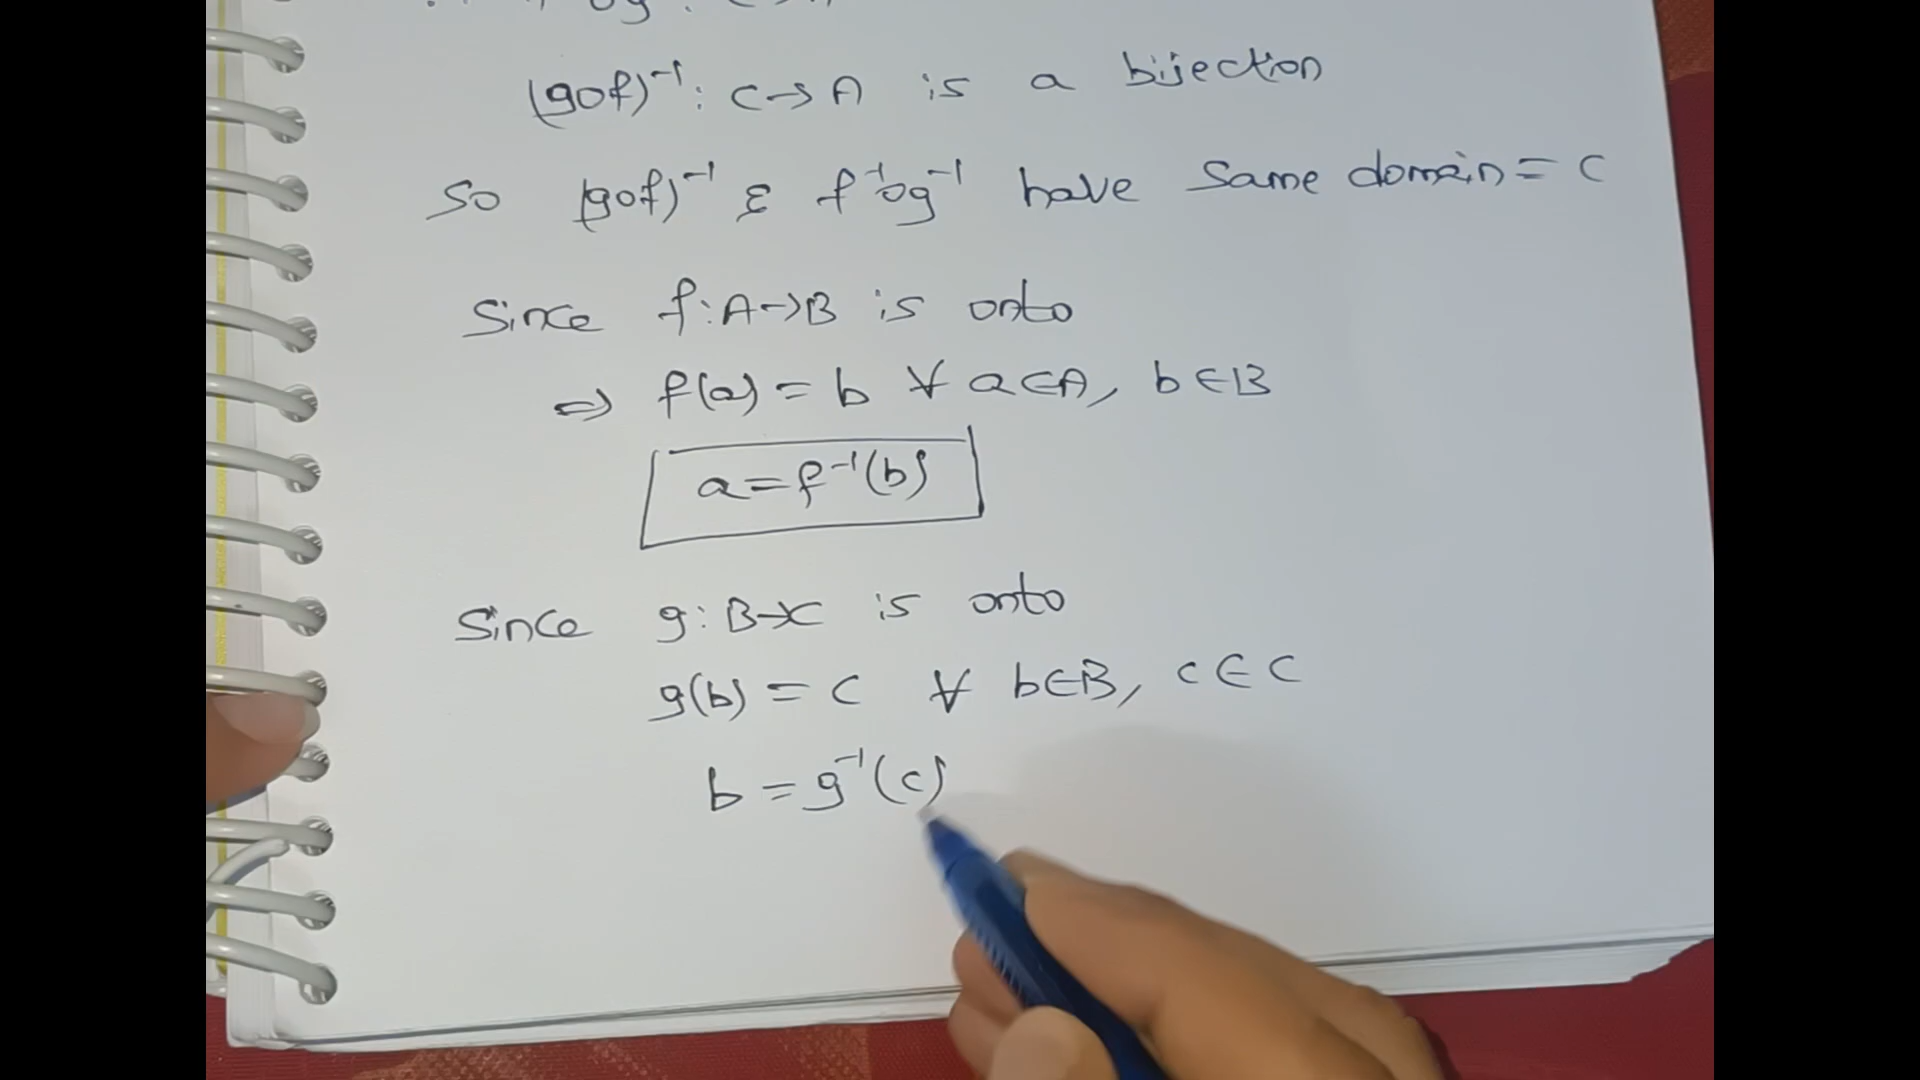 (gof)⁻¹ : C→A is a bijection
So (gof)⁻¹ & f⁻¹og⁻¹ have same domain = C
Since f:A→B is onto
⇒ f(a) = b ∀ a∈A, b∈B
a = f⁻¹(b)
Since g:B→C is onto
g(b) = c ∀ b∈B, c∈C
b = g⁻¹(c)